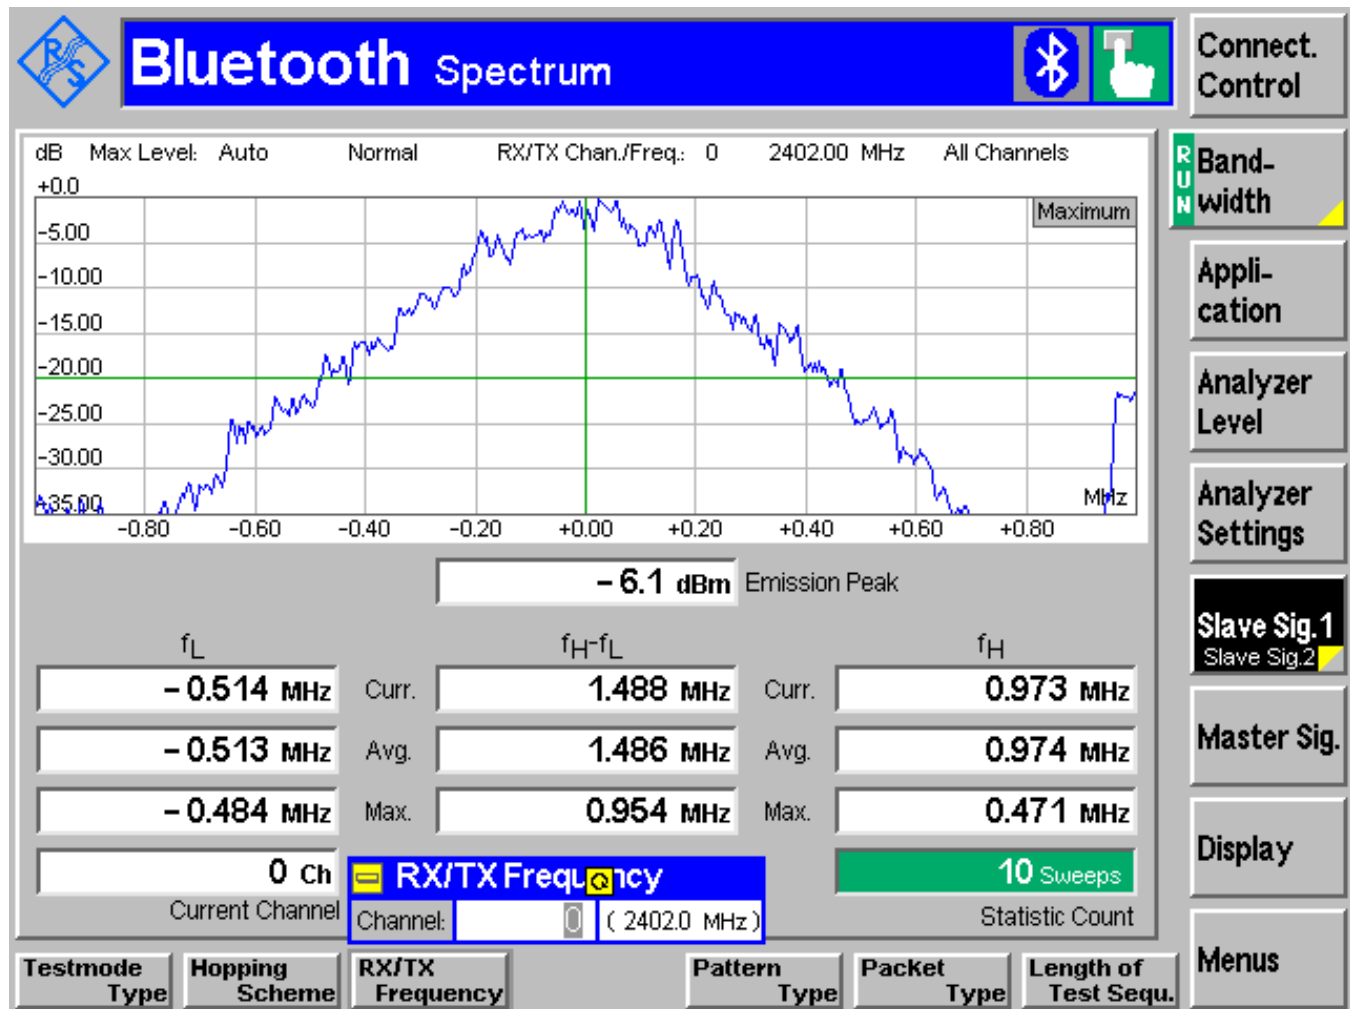 R&S
Bluetooth Spectrum
Connect.
Control
dB Max Level: Auto Normal RX/TX Chan./Freq.: 0 2402.00 MHz All Channels
+0.0
Maximum
-5.00
-10.00
-15.00
-20.00
-25.00
-30.00
-35.00
MHz
-0.80 -0.60 -0.40 -0.20 +0.00 +0.20 +0.40 +0.60 +0.80
RUN
Band-
width
Appli-
cation
Analyzer
Level
Analyzer
Settings
Slave Sig.1
Slave Sig.2
Master Sig.
Display
Menus
-6.1 dBm Emission Peak
fL fH-fL fH
-0.514 MHz Curr. 1.488 MHz Curr. 0.973 MHz
-0.513 MHz Avg. 1.486 MHz Avg. 0.974 MHz
-0.484 MHz Max. 0.954 MHz Max. 0.471 MHz
0 Ch RX/TX Frequency 10 Sweeps
Current Channel Channel: 0 ( 2402.0 MHz ) Statistic Count
Testmode Type
Hopping Scheme
RX/TX Frequency
Pattern Type
Packet Type
Length of Test Sequ.